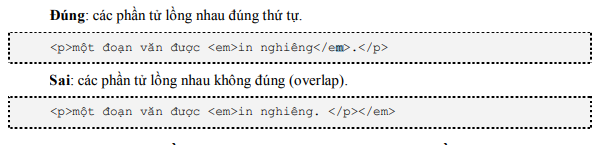 Đúng: các phần tử lồng nhau đúng thứ tự.
<p>một đoạn văn được <em>in nghiêng</em>.</p>
Sai: các phần tử lồng nhau không đúng (overlap).
<p>một đoạn văn được <em>in nghiêng. </p></em>